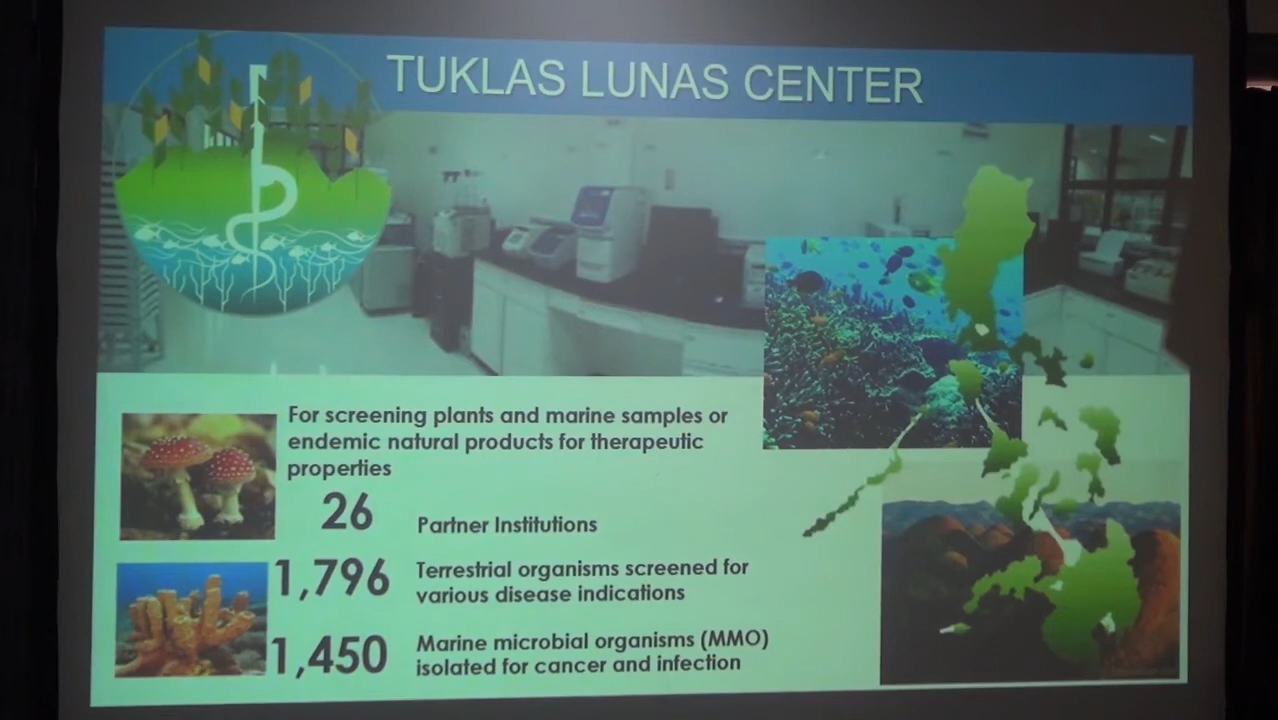 TUKLAS LUNAS CENTER
For screening plants and marine samples or
endemic natural products for therapeutic
properties
26 Partner Institutions
1,796 Terrestrial organisms screened for
various disease indications
1,450 Marine microbial organisms (MMO)
isolated for cancer and infection